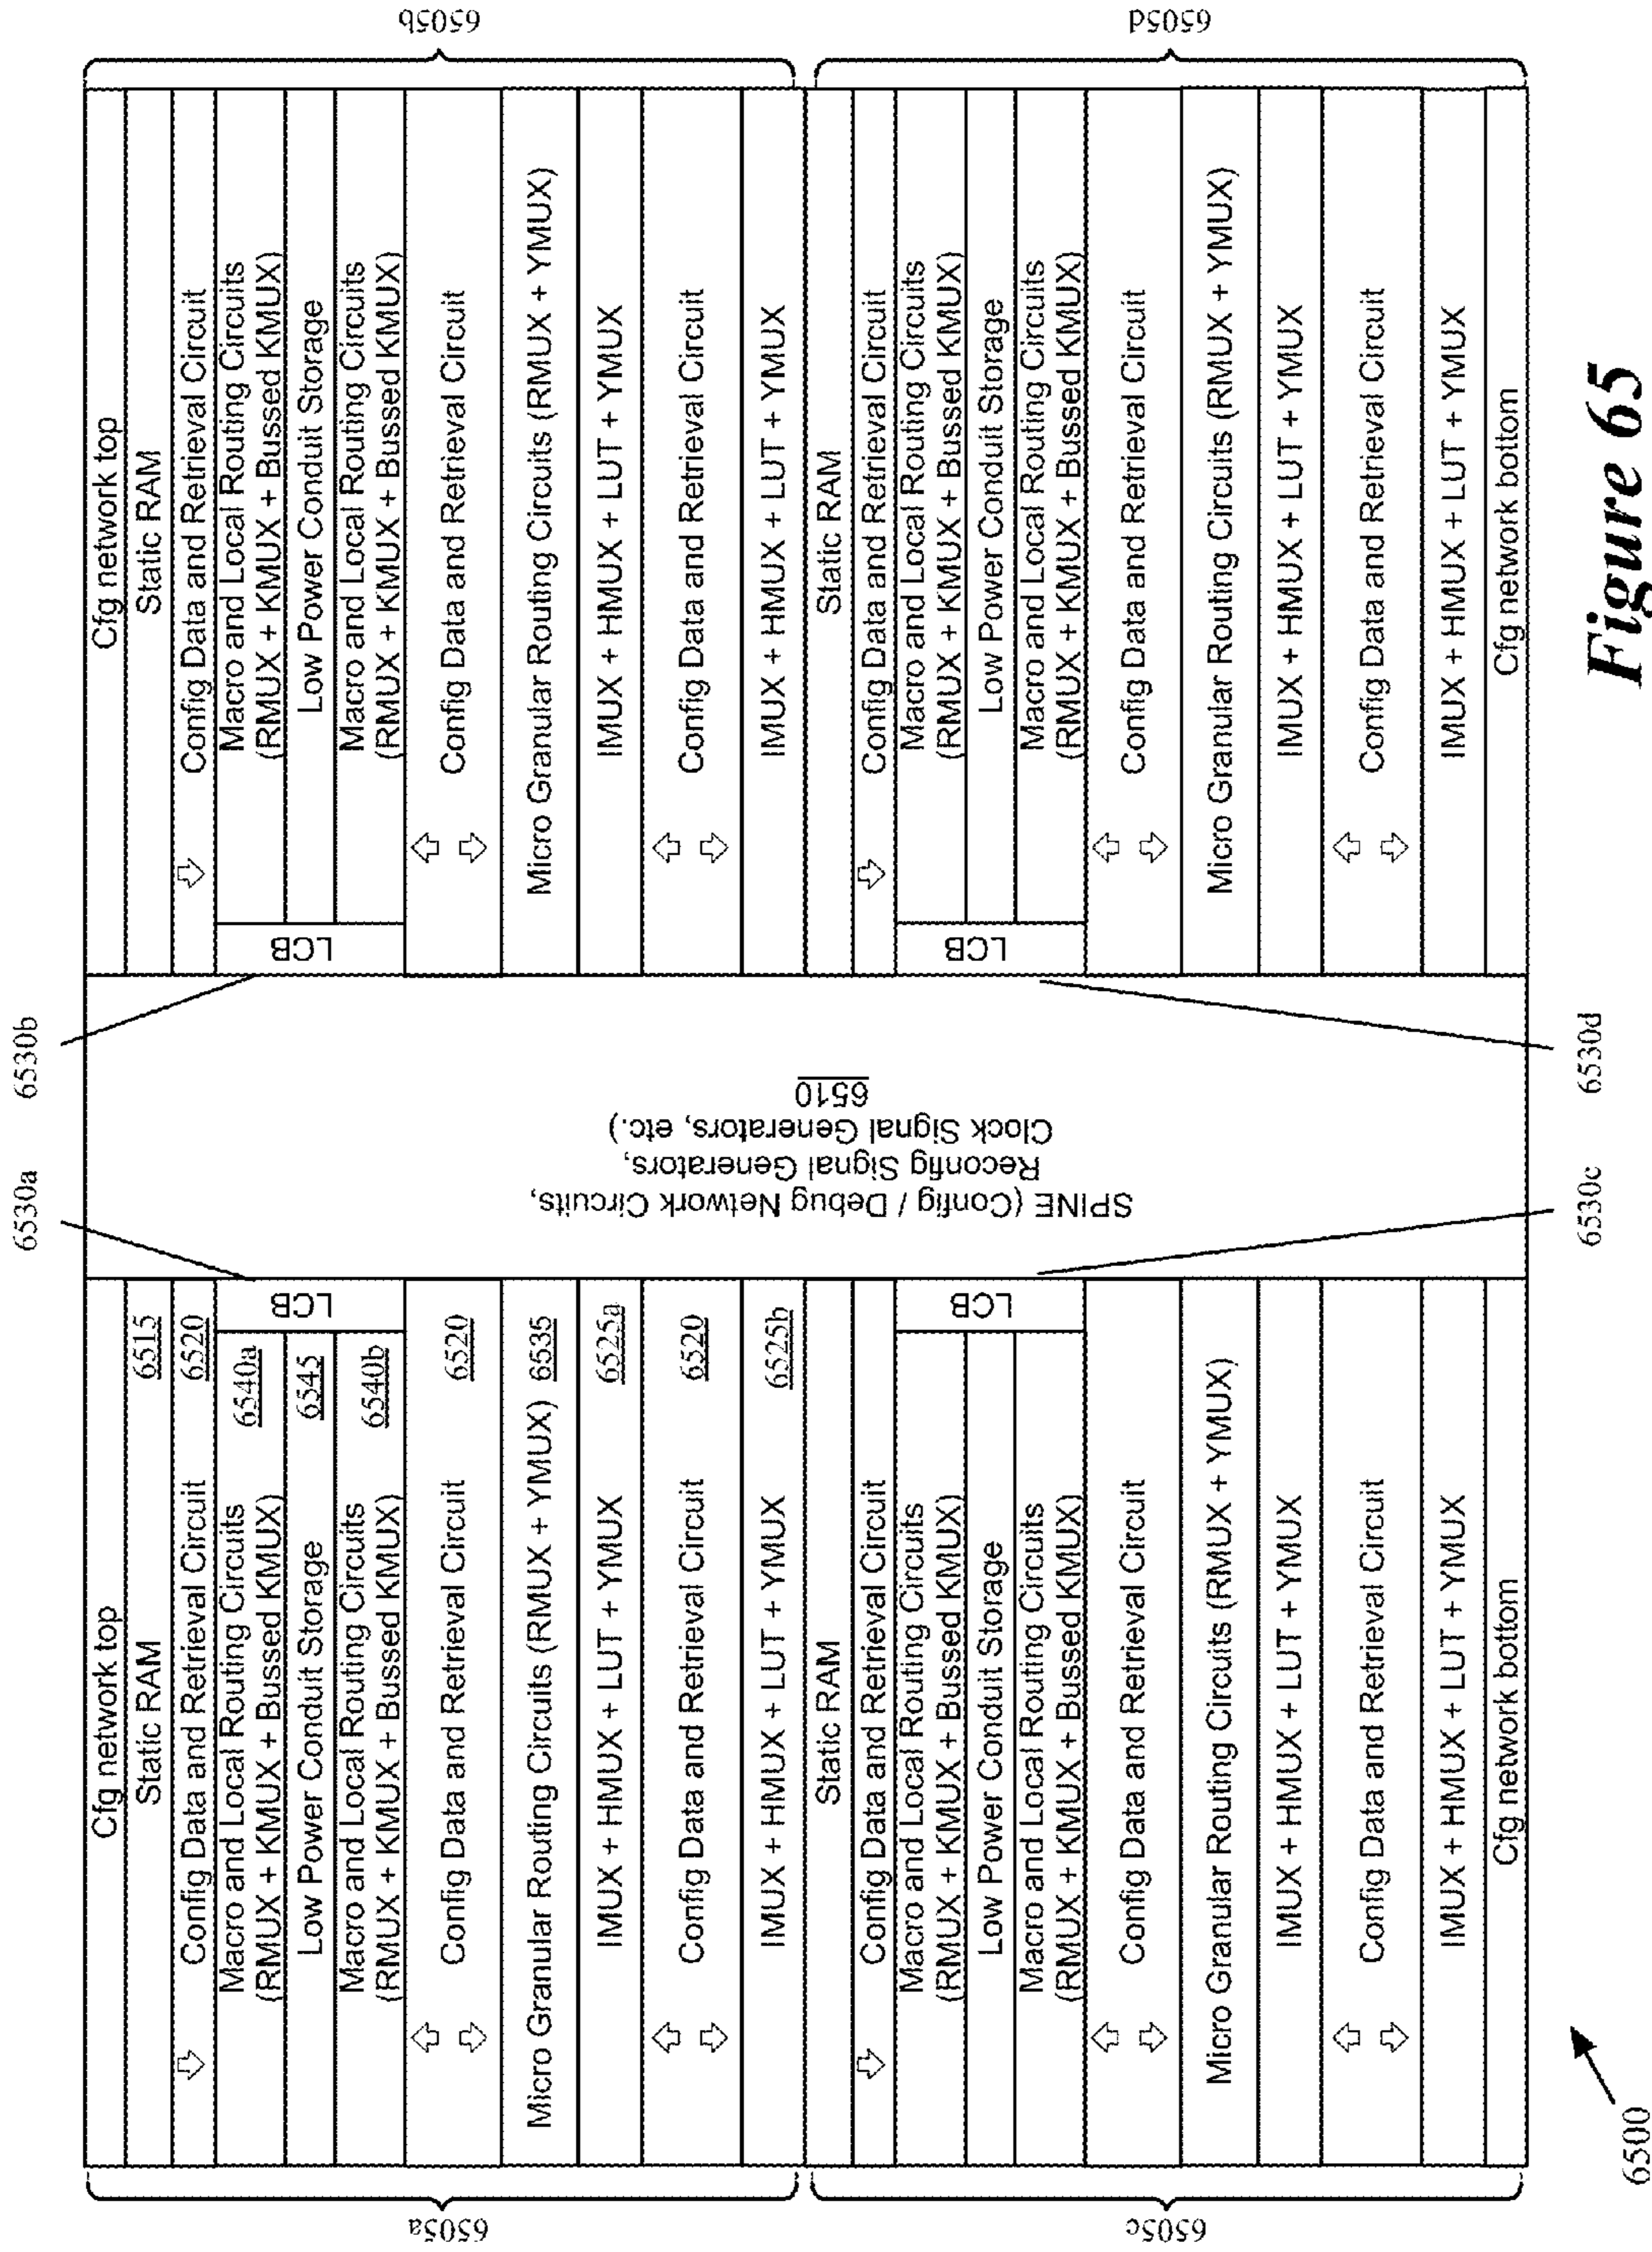 6530a
6530b
6505a
Cfg network top
Static RAM 6515
Config Data and Retrieval Circuit 6520
Macro and Local Routing Circuits
(RMUX + KMUX + Bussed KMUX) 6540a
Low Power Conduit Storage 6545
Macro and Local Routing Circuits
(RMUX + KMUX + Bussed KMUX) 6540b
LCB
Config Data and Retrieval Circuit 6520
Micro Granular Routing Circuits (RMUX + YMUX) 6535
IMUX + HMUX + LUT + YMUX 6525a
Config Data and Retrieval Circuit 6520
IMUX + HMUX + LUT + YMUX 6525b
6505c
Static RAM
Config Data and Retrieval Circuit
Macro and Local Routing Circuits
(RMUX + KMUX + Bussed KMUX)
Low Power Conduit Storage
Macro and Local Routing Circuits
(RMUX + KMUX + Bussed KMUX)
LCB
Config Data and Retrieval Circuit
Micro Granular Routing Circuits (RMUX + YMUX)
IMUX + HMUX + LUT + YMUX
Config Data and Retrieval Circuit
IMUX + HMUX + LUT + YMUX
Cfg network bottom
SPINE (Config / Debug Network Circuits,
Reconfig Signal Generators,
Clock Signal Generators, etc.)
6510
Cfg network top
Static RAM
Config Data and Retrieval Circuit
Macro and Local Routing Circuits
(RMUX + KMUX + Bussed KMUX)
Low Power Conduit Storage
Macro and Local Routing Circuits
(RMUX + KMUX + Bussed KMUX)
LCB
Config Data and Retrieval Circuit
Micro Granular Routing Circuits (RMUX + YMUX)
IMUX + HMUX + LUT + YMUX
Config Data and Retrieval Circuit
IMUX + HMUX + LUT + YMUX
6505b
Static RAM
Config Data and Retrieval Circuit
Macro and Local Routing Circuits
(RMUX + KMUX + Bussed KMUX)
Low Power Conduit Storage
Macro and Local Routing Circuits
(RMUX + KMUX + Bussed KMUX)
LCB
Config Data and Retrieval Circuit
Micro Granular Routing Circuits (RMUX + YMUX)
IMUX + HMUX + LUT + YMUX
Config Data and Retrieval Circuit
IMUX + HMUX + LUT + YMUX
Cfg network bottom
6505d
6530c
6530d
6500
Figure 65